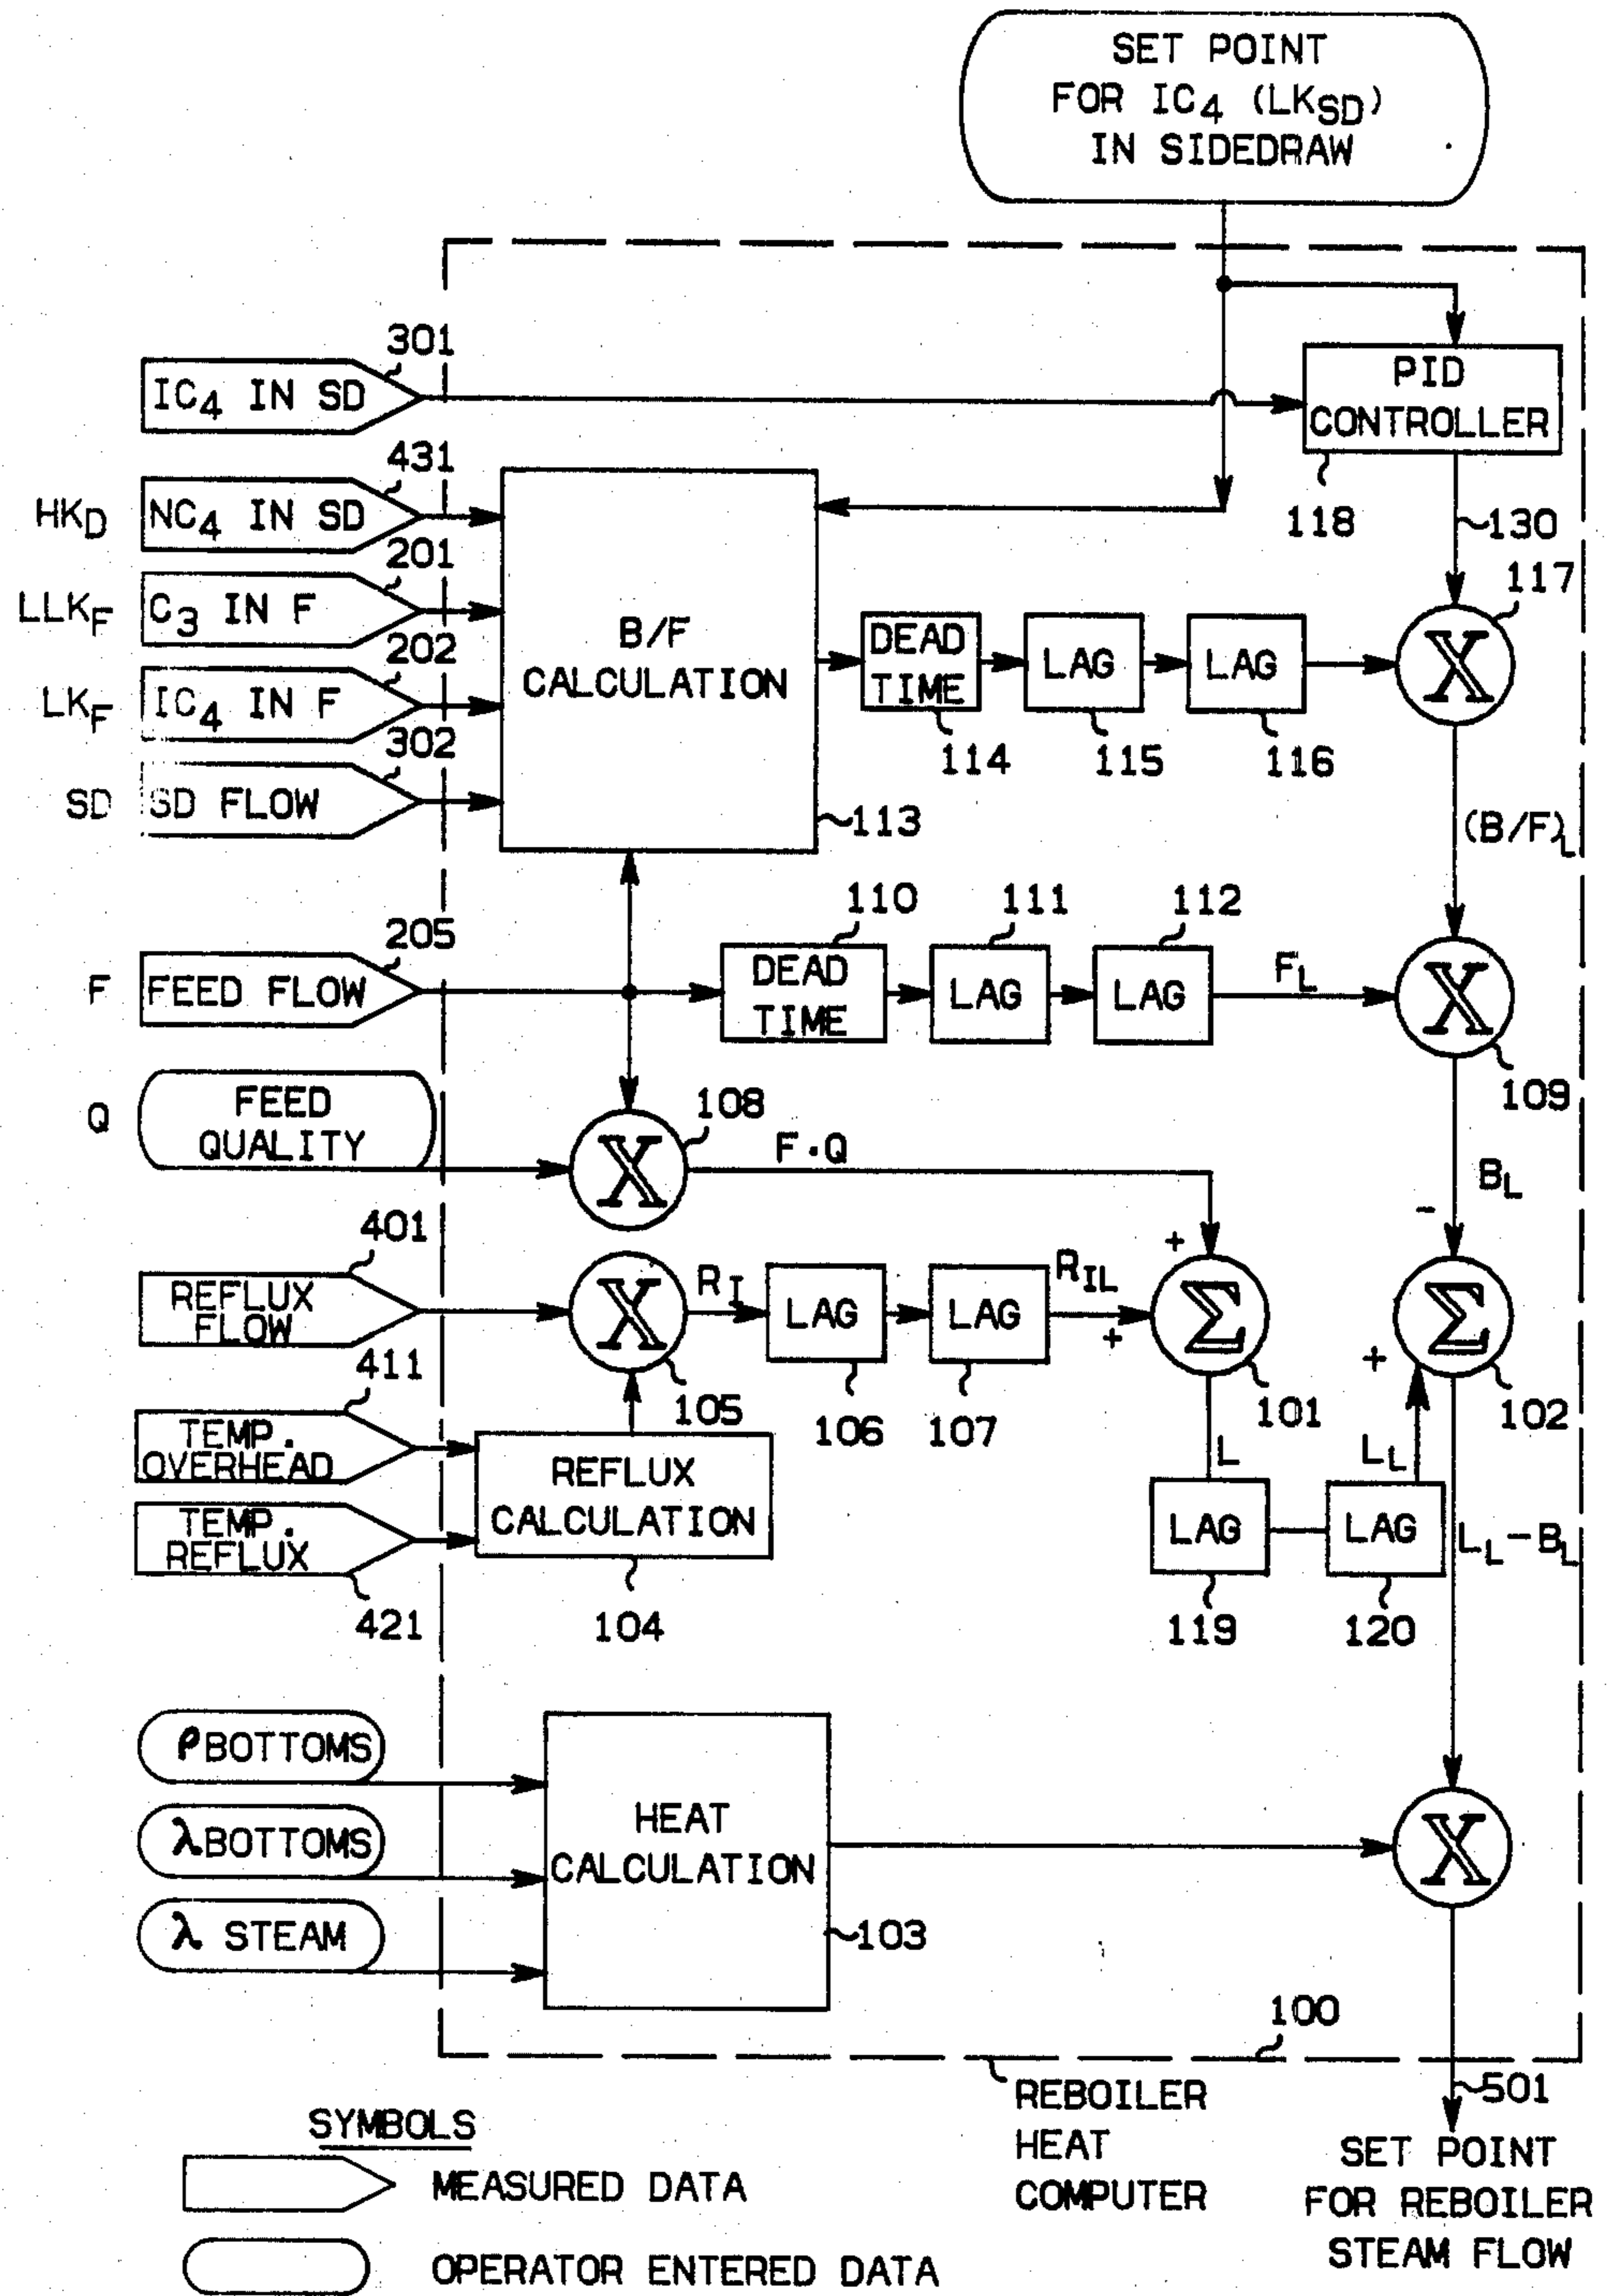 SET POINT
FOR IC4 (LKSD)
IN SIDEDRAW
301
IC4 IN SD
PID
CONTROLLER
118
130
431
HKD
NC4 IN SD
201
LLKF
C3 IN F
202
LKF
IC4 IN F
302
SD
SD FLOW
B/F
CALCULATION
113
DEAD
TIME
114
LAG
115
LAG
116
X
117
(B/F)L
205
F
FEED FLOW
110
DEAD
TIME
111
LAG
112
LAG
FL
X
109
Q
FEED
QUALITY
108
X
F·Q
BL
-
401
REFLUX
FLOW
X
105
RI
LAG
106
LAG
107
RIL
+
+
Σ
101
Σ
102
+
411
TEMP.
OVERHEAD
TEMP.
REFLUX
421
REFLUX
CALCULATION
104
L
LAG
119
LL
LAG
120
LL-BL
ρ BOTTOMS
λ BOTTOMS
λ STEAM
HEAT
CALCULATION
103
X
100
REBOILER
HEAT
COMPUTER
501
SET POINT
FOR REBOILER
STEAM FLOW
SYMBOLS
MEASURED DATA
OPERATOR ENTERED DATA